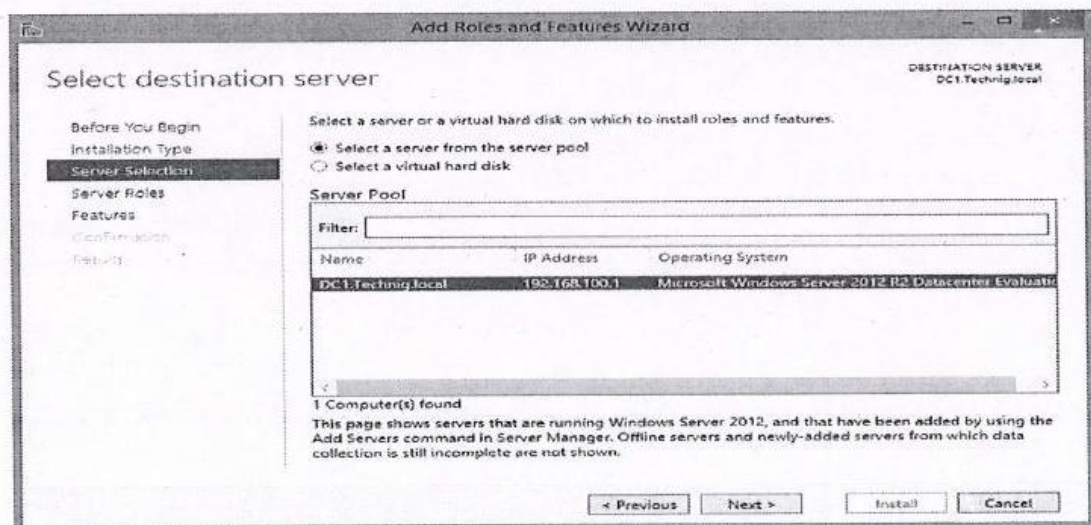 Add Roles and Features Wizard
Select destination server
DESTINATION SERVER
DC1.Technig.local
Before You Begin
Installation Type
Server Selection
Server Roles
Features
Confirmation
Results
Select a server or a virtual hard disk on which to install roles and features.
Select a server from the server pool
Select a virtual hard disk
Server Pool
Filter:
Name IP Address Operating System
DC1.Technig.local 192.168.100.1 Microsoft Windows Server 2012 R2 Datacenter Evaluatio
1 Computer(s) found
This page shows servers that are running Windows Server 2012, and that have been added by using the
Add Servers command in Server Manager. Offline servers and newly-added servers from which data
collection is still incomplete are not shown.
< Previous Next > Install Cancel